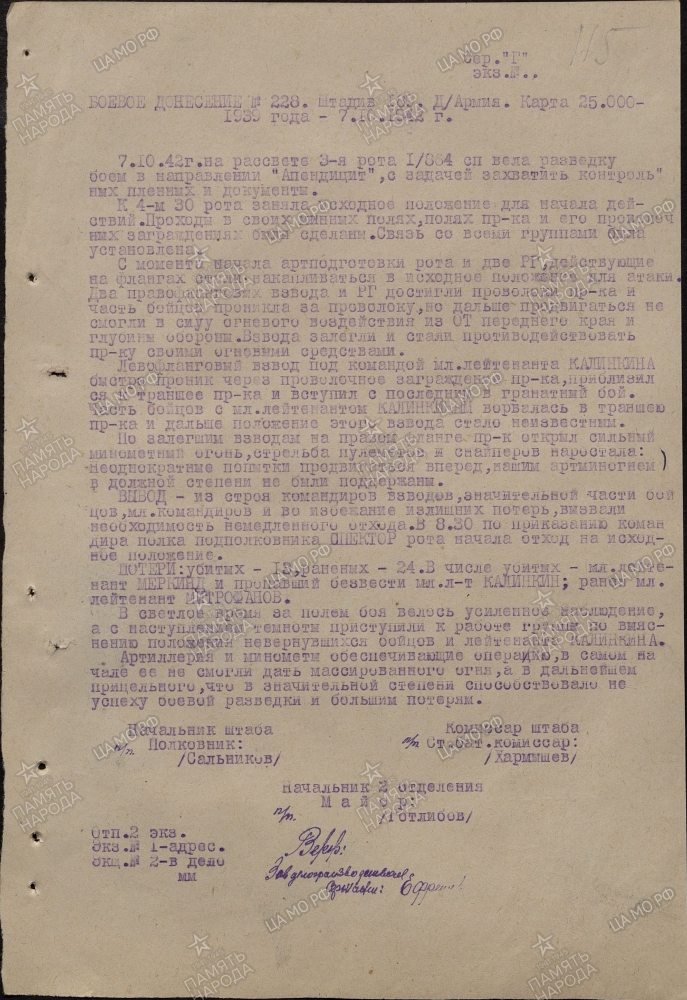 115
Сер."Г"
экз.№..
БОЕВОЕ ДОНЕСЕНИЕ № 228. Штадив 169. Д/Армия. Карта 25.000-
1939 года - 7.10.1942 г.
7.10.42г.на рассвете 3-я рота 1/884 сп вела разведку
боем в направлении "Апендицит",с задачей захватить контроль"
ных пленных и документы.
К 4-м 30 рота заняла исходное положение для начала дей-
ствий.Проходы в своих минных полях,полях пр-ка и его проволоч
ных заграждениях были сделаны.Связь со всеми группами была
установлена.
С моменто начала артподготовки рота и две РГ,действующие
на флангах стали накапливаться в исходное положение для атаки.
Два правофланговых взвода и РГ достигли проволоки пр-ка и
часть бойцов проникла за проволоку,но дальше продвигаться не
смогли в силу огневого воздействия из ОТ переднего края и
глубины обороны.Взвода залегли и стали противодействовать
пр-ку своими огневыми средствами.
Левофланговый взвод под командой мл.лейтенанта КАЛИНКИНА
быстро проник через проволочное заграждение пр-ка,приблизил
ся к траншее пр-ка и вступил с последним в гранатный бой.
Часть бойцов с мл.лейтенантом КАЛИНКИНЫМ ворвалась в траншею
пр-ка и дальше положение этого взвода стало неизвестным.
По залегшим взводам на правом фланге пр-к открыл сильный
минометный огонь,стрельба пулеметов и снайперов наростала:
неоднократные попытки продвигаться вперед,нашим артминогнем
в должной степени не были поддержаны.
ВЫВОД - из строя командиров взводов,значительной части бой
цов,мл.командиров и во избежание излишних потерь,вызвали
необходимость немедленного отхода.В 8.30 по приказанию коман
дира полка подполковника СПЕКТОР рота начала отход на исход-
ное положение.
ПОТЕРИ:убитых - 13,раненых - 24.В числе убитых - мл.лейте-
нант и пропавший безвести мл.л-т КАЛИНКИН; ранен мл.
лейтенант МИТРОФАНОВ.
В светлое время за полем боя велось усиленное наблюдение,
а с наступлением темноты приступили к работе группы по выяс-
нению положения невернувшихся бойцов и лейтенанта КАЛИНКИНА.
Артиллерия и минометы обеспечивающие операцию,в самом на
чале ее не смогли дать массированного огня,а в дальнейшем
прицельного,что в значительной степени способствовало не
успеху боевой разведки и большим потерям.
Начальник штаба Комиссар штаба
п/п. Полковник: п/п Ст.бат.комиссар:
/Сальников/ /Хармышев/
Начальник 2 отделения
М а й о р:
п/п. /Готлибов/
Отп.2 экз.
Экз.№ 1-адрес.
Экщ.№ 2-в дело
мм
Верн:
Зав делопроизводством
ЦАМО.РФ
ПАМЯТЬ НАРОДА